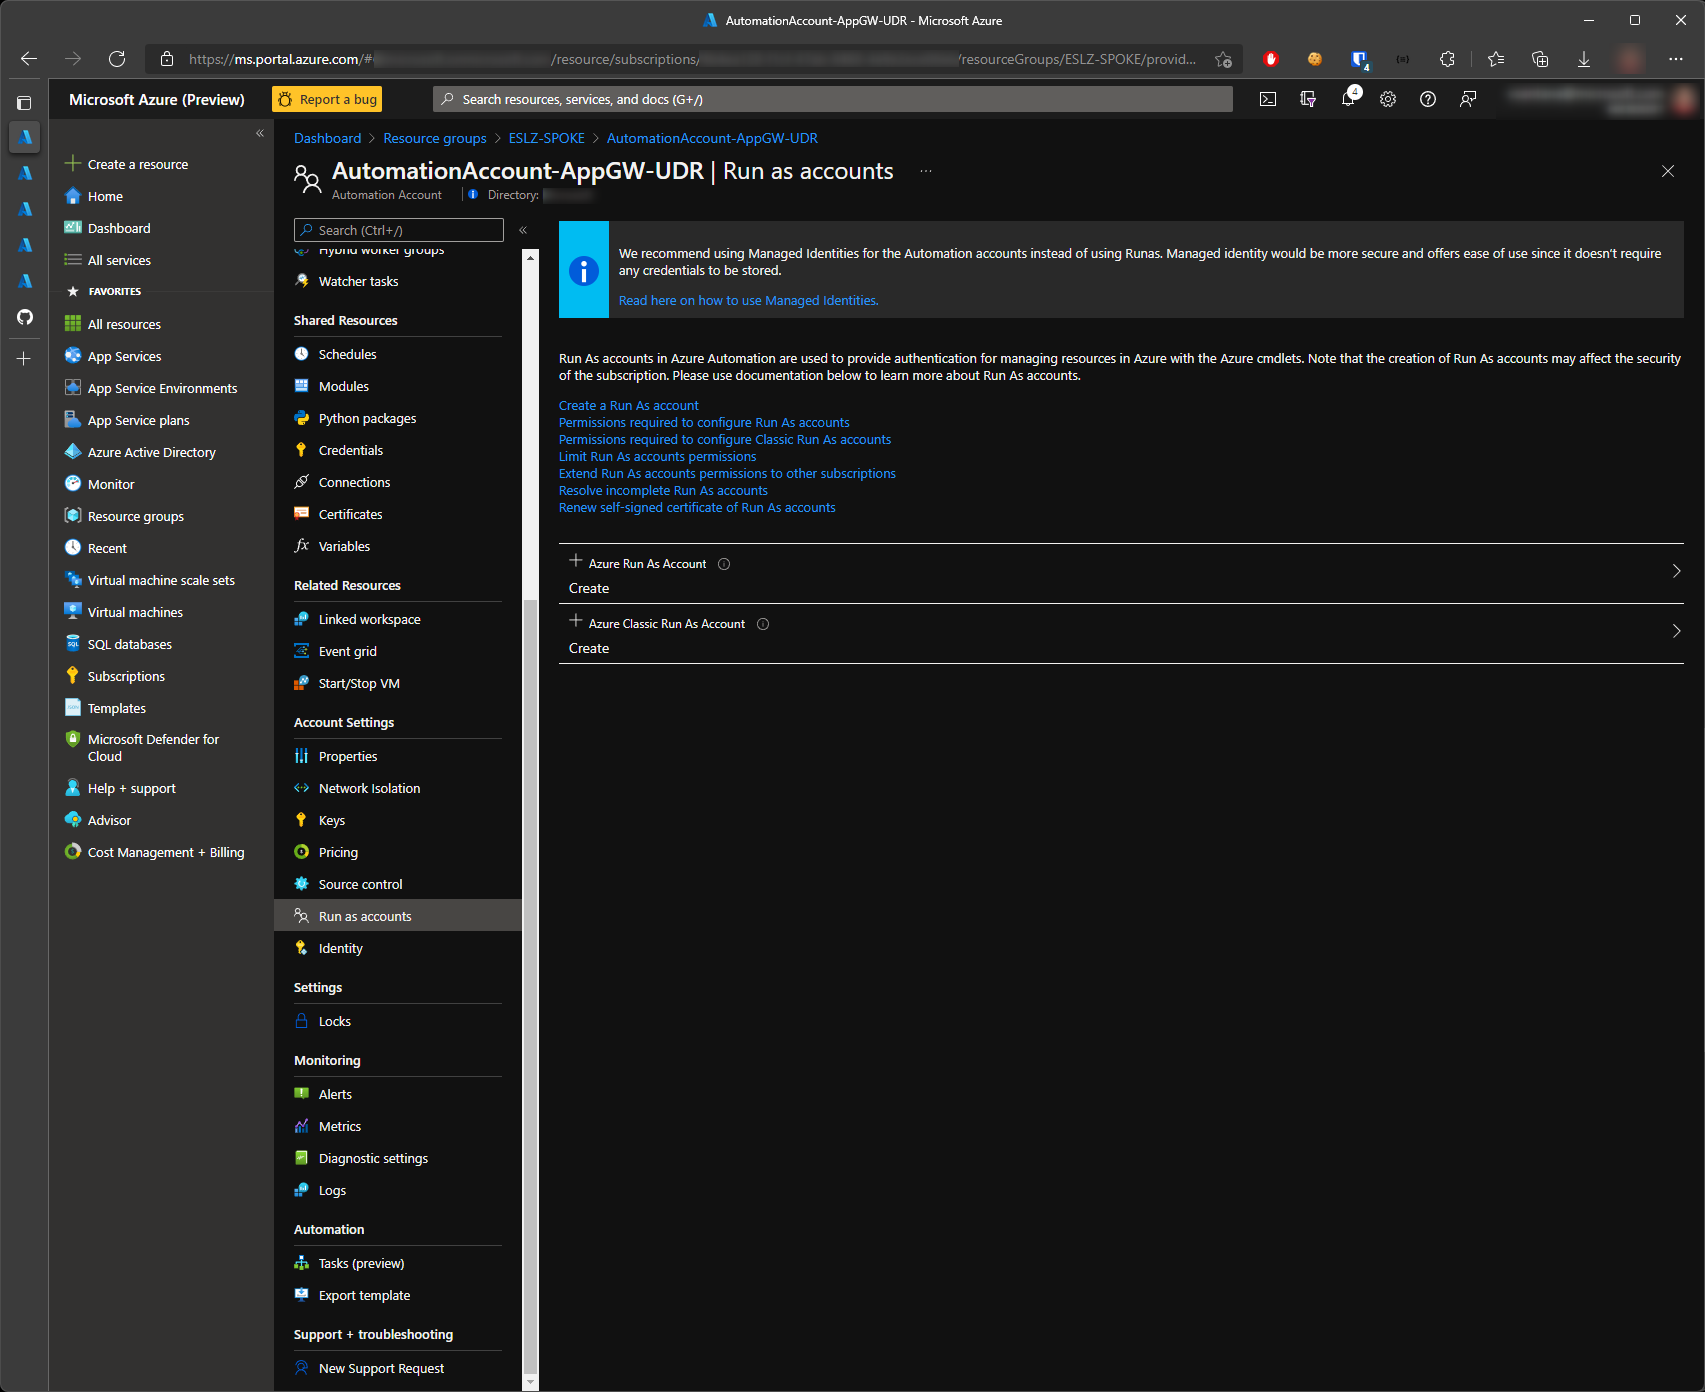 AutomationAccount-AppGW-UDR - Microsoft Azure
https://ms.portal.azure.com/#
/resource/subscriptions/
/resourceGroups/ESLZ-SPOKE/provid...
4
Microsoft Azure (Preview)
Report a bug
Search resources, services, and docs (G+/)
4
Create a resource
Home
Dashboard
All services
FAVORITES
All resources
App Services
App Service Environments
App Service plans
Azure Active Directory
Monitor
Resource groups
Recent
Virtual machine scale sets
Virtual machines
SQL databases
Subscriptions
Templates
Microsoft Defender for
Cloud
Help + support
Advisor
Cost Management + Billing
Dashboard > Resource groups > ESLZ-SPOKE > AutomationAccount-AppGW-UDR
AutomationAccount-AppGW-UDR | Run as accounts ...
Automation Account | Directory:
Search (Ctrl+/)
Hybrid worker groups
Watcher tasks
Shared Resources
Schedules
Modules
Python packages
Credentials
Connections
Certificates
Variables
Related Resources
Linked workspace
Event grid
Start/Stop VM
Account Settings
Properties
Network Isolation
Keys
Pricing
Source control
Run as accounts
Identity
Settings
Locks
Monitoring
Alerts
Metrics
Diagnostic settings
Logs
Automation
Tasks (preview)
Export template
Support + troubleshooting
New Support Request
We recommend using Managed Identities for the Automation accounts instead of using Runas. Managed identity would be more secure and offers ease of use since it doesn't require
any credentials to be stored.
Read here on how to use Managed Identities.
Run As accounts in Azure Automation are used to provide authentication for managing resources in Azure with the Azure cmdlets. Note that the creation of Run As accounts may affect the security
of the subscription. Please use documentation below to learn more about Run As accounts.
Create a Run As account
Permissions required to configure Run As accounts
Permissions required to configure Classic Run As accounts
Limit Run As accounts permissions
Extend Run As accounts permissions to other subscriptions
Resolve incomplete Run As accounts
Renew self-signed certificate of Run As accounts
Azure Run As Account
Create
Azure Classic Run As Account
Create